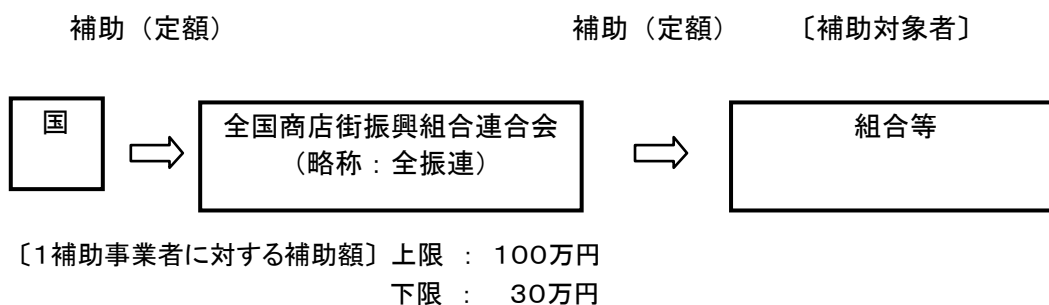 補助（定額）
補助（定額）
〔補助対象者〕
国
全国商店街振興組合連合会
（略称：全振連）
組合等
〔１補助事業者に対する補助額〕上限 ： １００万円
下限 ： ３０万円